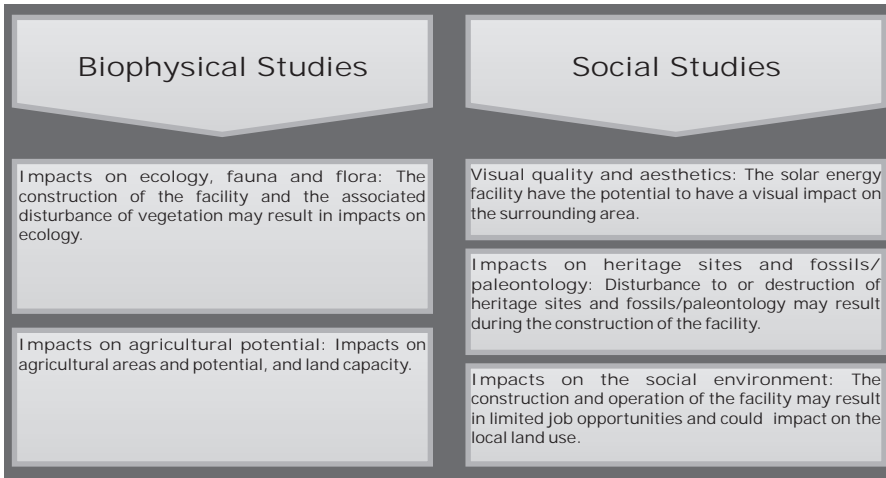 Biophysical Studies
Impacts on ecology, fauna and flora: The
construction of the facility and the associated
disturbance of vegetation may result in impacts on
ecology.
Impacts on agricultural potential: Impacts on
agricultural areas and potential, and land capacity.
Social Studies
Visual quality and aesthetics: The solar energy
facility have the potential to have a visual impact on
the surrounding area.
Impacts on heritage sites and fossils/
paleontology: Disturbance to or destruction of
heritage sites and fossils/paleontology may result
during the construction of the facility.
Impacts on the social environment: The
construction and operation of the facility may result
in limited job opportunities and could impact on the
local land use.